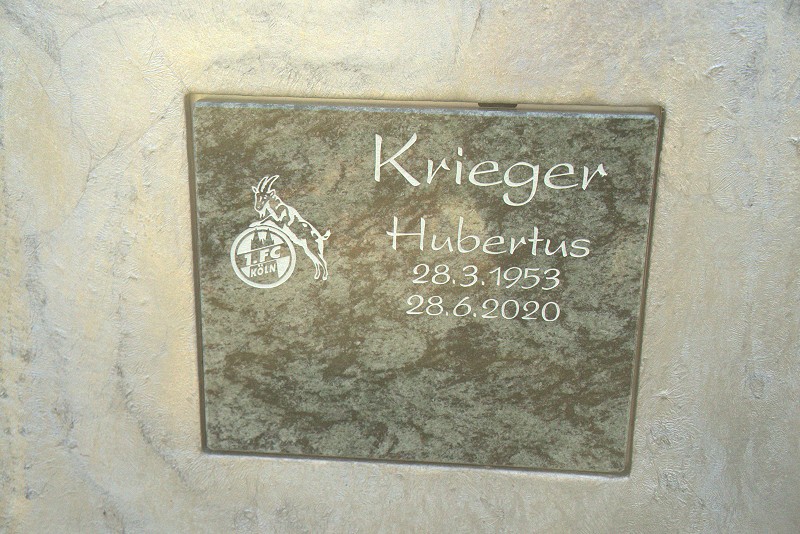 Krieger
Hubertus
28.3.1953
28.6.2020
1.FC
KÖLN